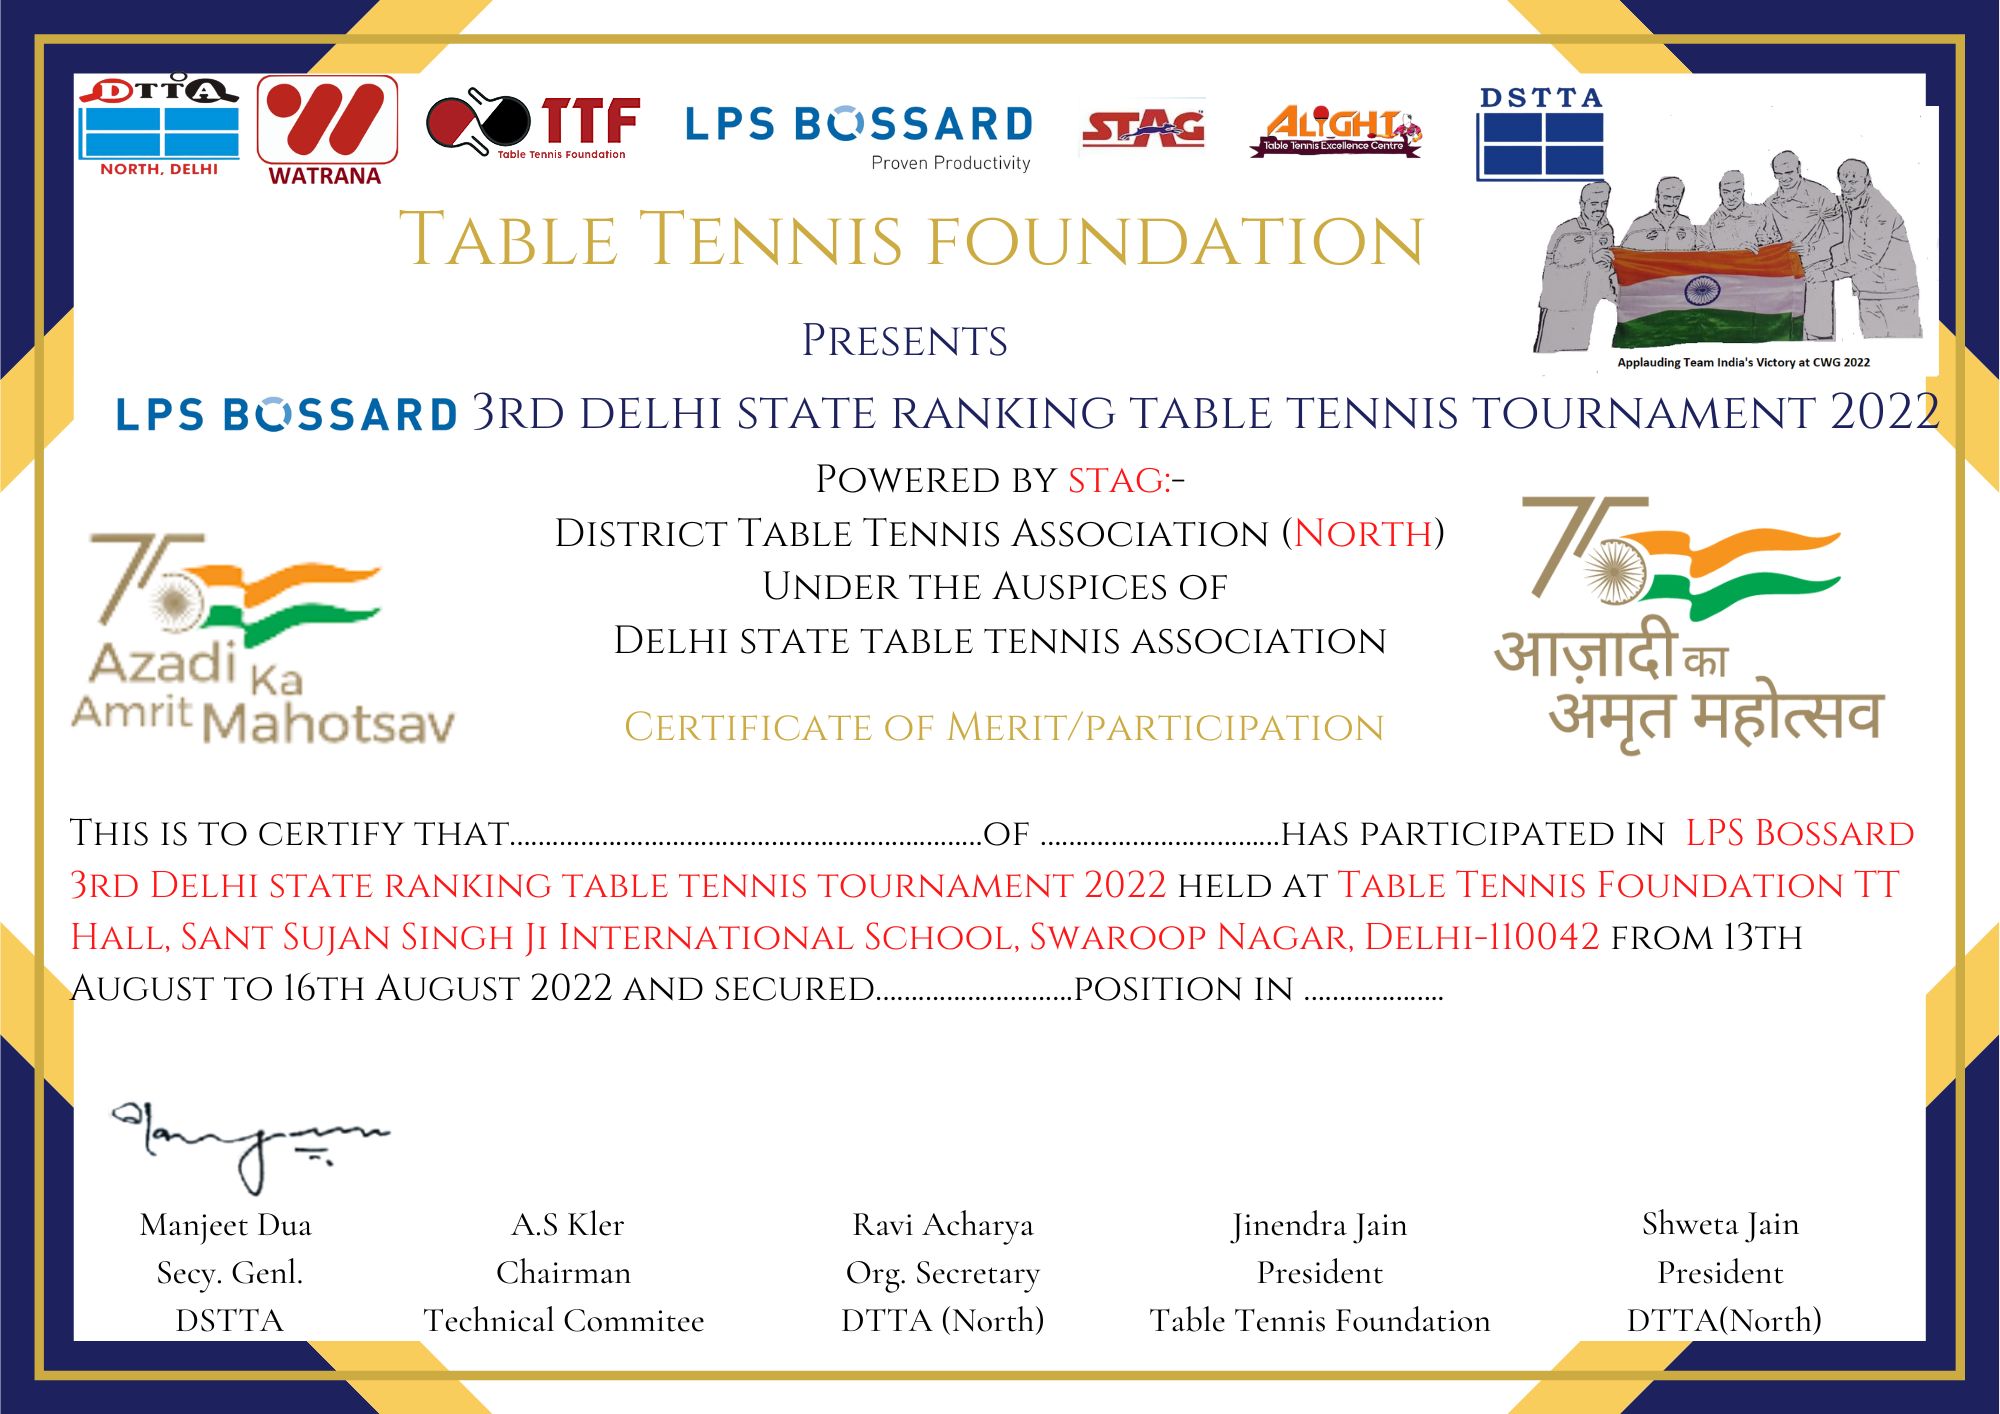 DTTA
NORTH, DELHI
WATRANA
TTF
Table Tennis Foundation
LPS BOSSARD
Proven Productivity
STAG
ALIGHT
Table Tennis Excellence Centre
DSTTA
Table Tennis foundation
Applauding Team India's Victory at CWG 2022
Presents
LPS BOSSARD 3rd delhi state ranking table tennis tournament 2022
Powered by stag:-
District Table Tennis Association (North)
Under the Auspices of
Delhi state table tennis association
75
Azadi Ka
Amrit Mahotsav
75
आज़ादी का
अमृत महोत्सव
Certificate of Merit/participation
This is to certify that...................................................................of ..................................has participated in LPS Bossard
3rd Delhi state ranking table tennis tournament 2022 held at Table Tennis Foundation TT
Hall, Sant Sujan Singh Ji International School, Swaroop Nagar, Delhi-110042 from 13th
August to 16th August 2022 and secured............................position in ....................
Manjeet Dua
Secy. Genl.
DSTTA
A.S Kler
Chairman
Technical Commitee
Ravi Acharya
Org. Secretary
DTTA (North)
Jinendra Jain
President
Table Tennis Foundation
Shweta Jain
President
DTTA(North)